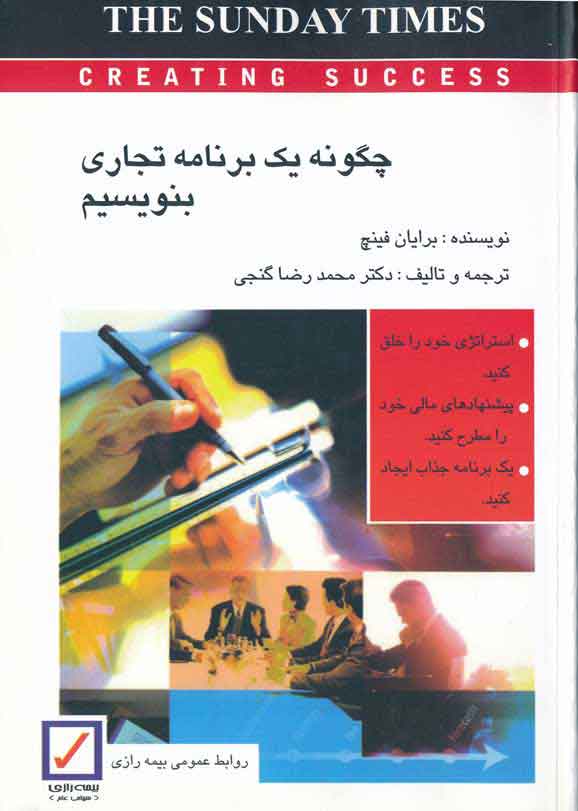 THE SUNDAY TIMES
CREATING SUCCESS
چگونه یک برنامه تجاری
بنویسیم
نویسنده : برایان فینچ
ترجمه و تالیف : دکتر محمد رضا گنجی
• استراتژی خود را خلق
کنید.
• پیشنهادهای مالی خود
را مطرح کنید.
• یک برنامه جذاب ایجاد
کنید.
روابط عمومی بیمه رازی
بیمه رازی
< سهامی عام >